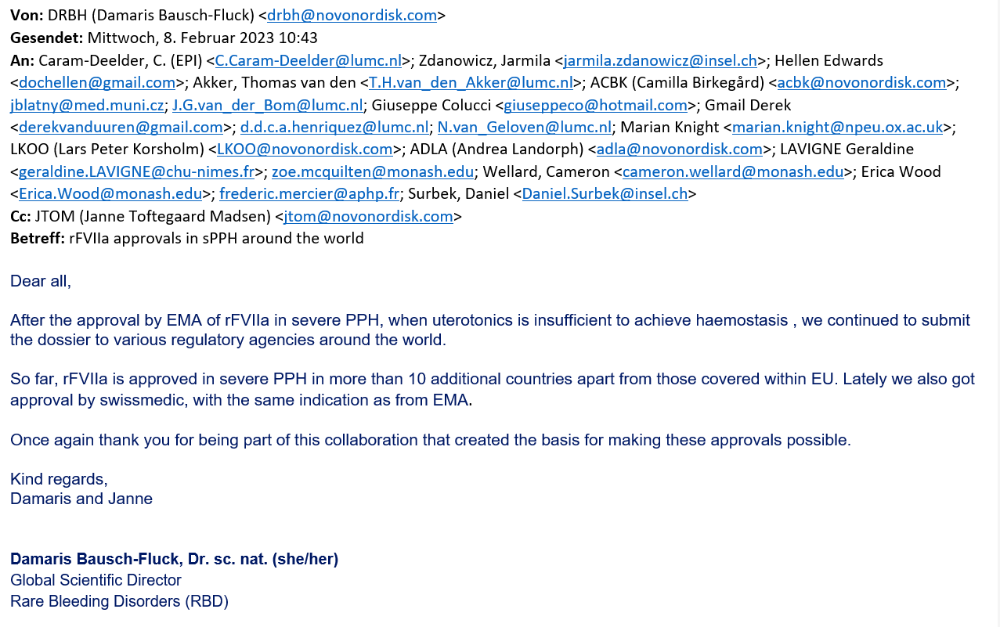 Von: DRBH (Damaris Bausch-Fluck) <drbh@novonordisk.com>
Gesendet: Mittwoch, 8. Februar 2023 10:43
An: Caram-Deelder, C. (EPI) <C.Caram-Deelder@lumc.nl>; Zdanowicz, Jarmila <jarmila.zdanowicz@insel.ch>; Hellen Edwards
<dochellen@gmail.com>; Akker, Thomas van den <T.H.van_den_Akker@lumc.nl>; ACBK (Camilla Birkegård) <acbk@novonordisk.com>;
jblatny@med.muni.cz; J.G.van_der_Bom@lumc.nl; Giuseppe Colucci <giuseppeco@hotmail.com>; Gmail Derek
<derekvanduuren@gmail.com>; d.d.c.a.henriquez@lumc.nl; N.van_Geloven@lumc.nl; Marian Knight <marian.knight@npeu.ox.ac.uk>;
LKOO (Lars Peter Korsholm) <LKOO@novonordisk.com>; ADLA (Andrea Landorph) <adla@novonordisk.com>; LAVIGNE Geraldine
<geraldine.LAVIGNE@chu-nimes.fr>; zoe.mcquilten@monash.edu; Wellard, Cameron <cameron.wellard@monash.edu>; Erica Wood
<Erica.Wood@monash.edu>; frederic.mercier@aphp.fr; Surbek, Daniel <Daniel.Surbek@insel.ch>
Cc: JTOM (Janne Toftegaard Madsen) <jtom@novonordisk.com>
Betreff: rFVIIa approvals in sPPH around the world
Dear all,
After the approval by EMA of rFVIIa in severe PPH, when uterotonics is insufficient to achieve haemostasis , we continued to submit
the dossier to various regulatory agencies around the world.
So far, rFVIIa is approved in severe PPH in more than 10 additional countries apart from those covered within EU. Lately we also got
approval by swissmedic, with the same indication as from EMA.
Once again thank you for being part of this collaboration that created the basis for making these approvals possible.
Kind regards,
Damaris and Janne
Damaris Bausch-Fluck, Dr. sc. nat. (she/her)
Global Scientific Director
Rare Bleeding Disorders (RBD)